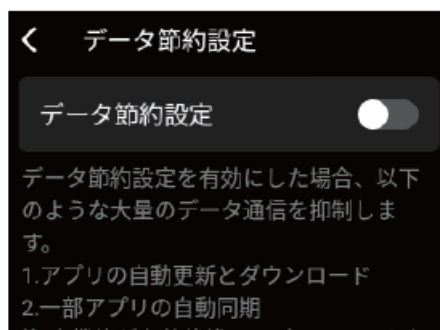 データ節約設定
データ節約設定
データ節約設定を有効にした場合、以下
のような大量のデータ通信を抑制しま
す。
1.アプリの自動更新とダウンロード
2.一部アプリの自動同期